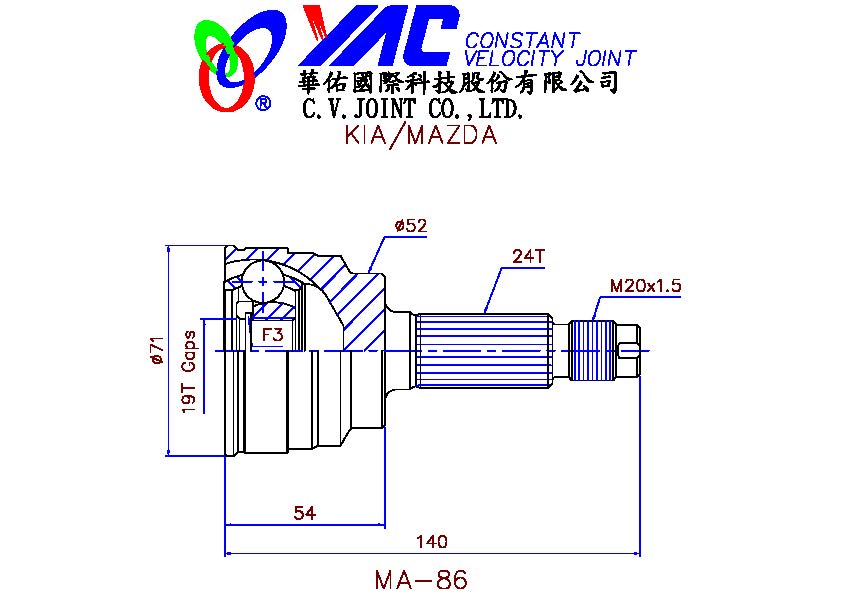 YAC CONSTANT
VELOCITY JOINT
®
華佑國際科技股份有限公司
C.V.JOINT CO.,LTD.
KIA/MAZDA
ø52
24T
M20x1.5
F3
ø71
19T Gaps
54
140
MA-86